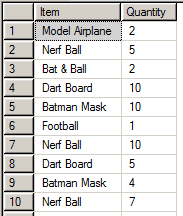 Item Quantity
1 Model Airplane 2
2 Nerf Ball 5
3 Bat & Ball 2
4 Dart Board 10
5 Batman Mask 10
6 Football 1
7 Nerf Ball 10
8 Dart Board 5
9 Batman Mask 4
10 Nerf Ball 7